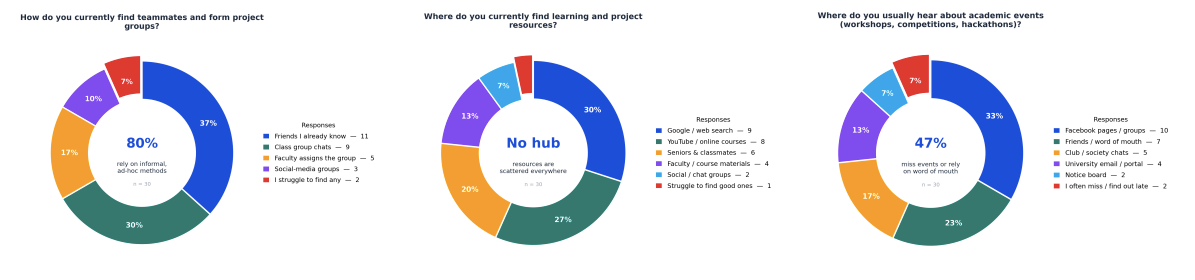 How do you currently find teammates and form project
groups?
37%
30%
17%
10%
7%
80%
rely on informal,
ad-hoc methods
n = 30
Responses
Friends I already know — 11
Class group chats — 9
Faculty assigns the group — 5
Social-media groups — 3
I struggle to find any — 2
Where do you currently find learning and project
resources?
30%
27%
20%
13%
7%
No hub
resources are
scattered everywhere
n = 30
Responses
Google / web search — 9
YouTube / online courses — 8
Seniors & classmates — 6
Faculty / course materials — 4
Social / chat groups — 2
Struggle to find good ones — 1
Where do you usually hear about academic events
(workshops, competitions, hackathons)?
33%
23%
17%
13%
7%
7%
47%
miss events or rely
on word of mouth
n = 30
Responses
Facebook pages / groups — 10
Friends / word of mouth — 7
Club / society chats — 5
University email / portal — 4
Notice board — 2
I often miss / find out late — 2